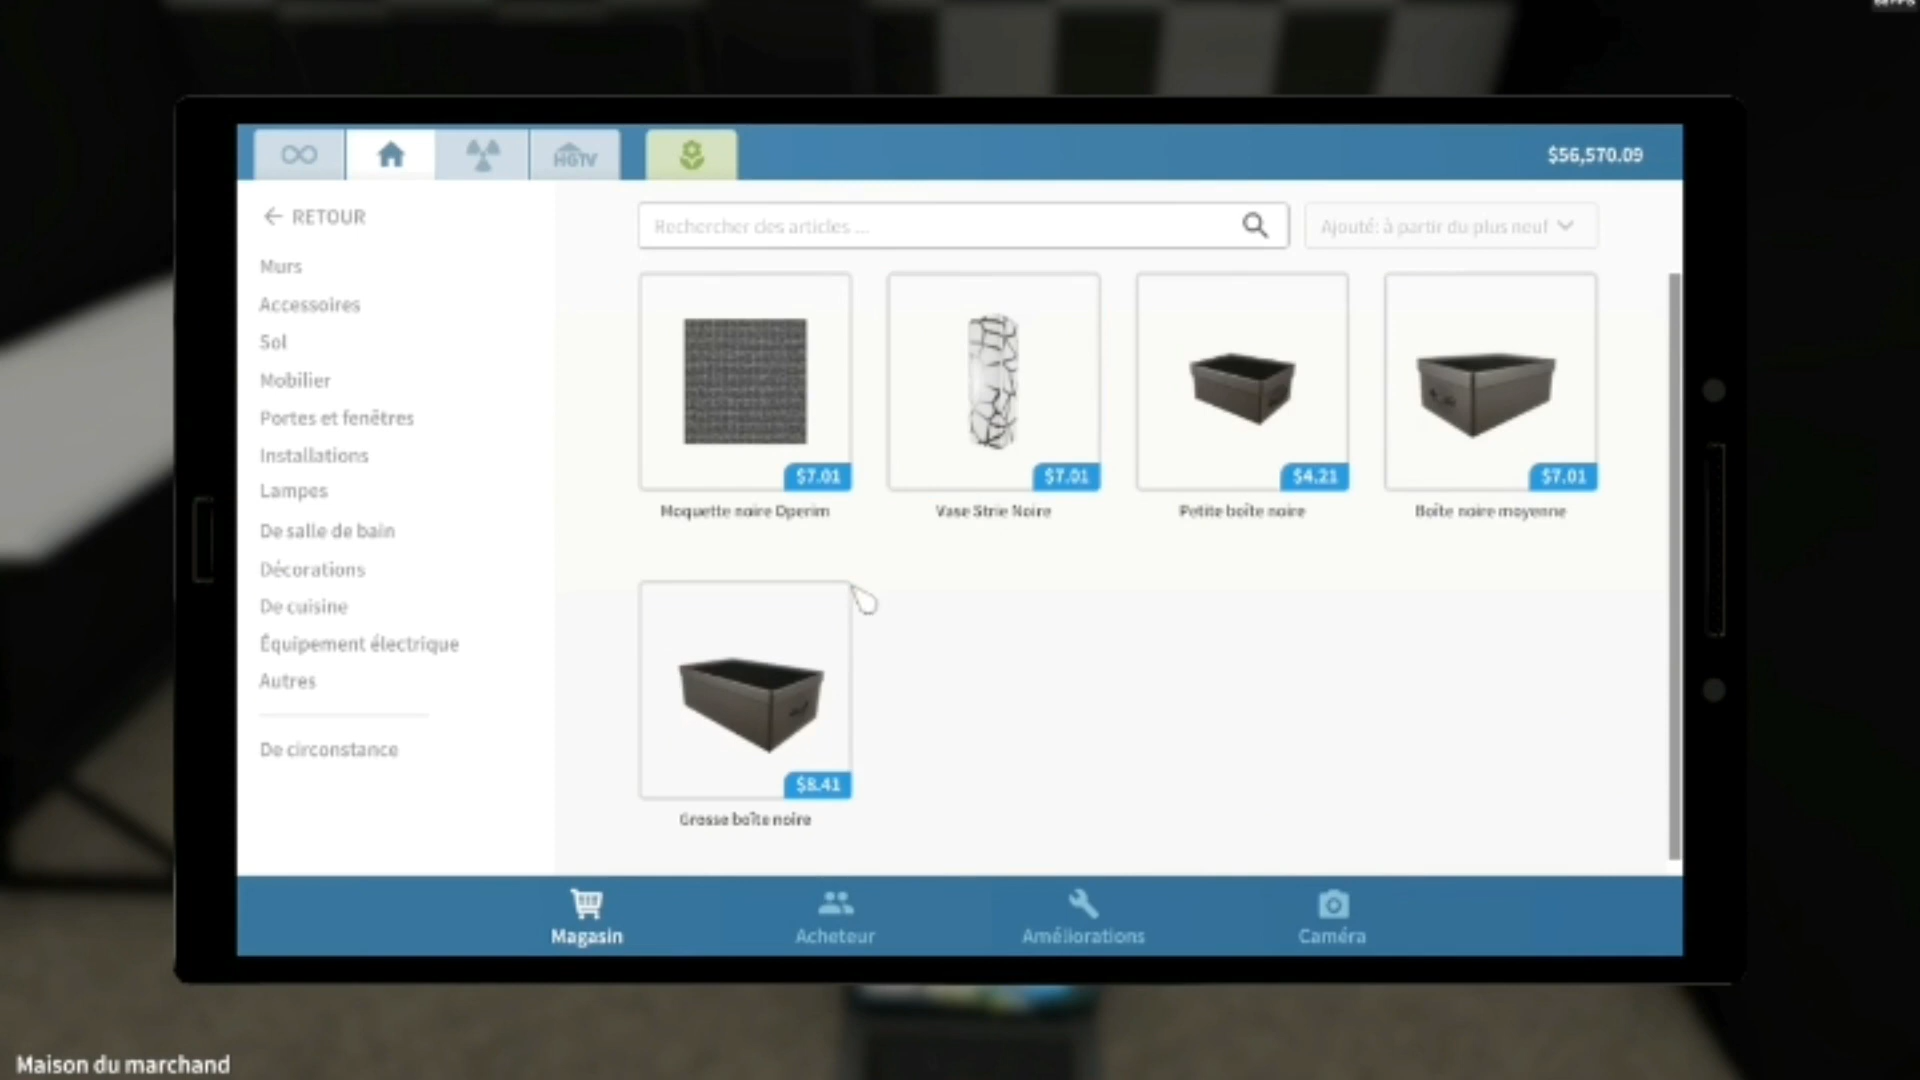 HGTV
$56,570.09
RETOUR
Rechercher des articles ...
Ajouté: à partir du plus neuf
Murs
Accessoires
Sol
Mobilier
Portes et fenêtres
Installations
Lampes
De salle de bain
Décorations
De cuisine
Équipement électrique
Autres
De circonstance
$7.01
Moquette noire Operim
$7.01
Vase Strie Noire
$4.21
Petite boîte noire
$7.01
Boîte noire moyenne
$8.41
Grosse boîte noire
Magasin
Acheteur
Améliorations
Caméra
Maison du marchand